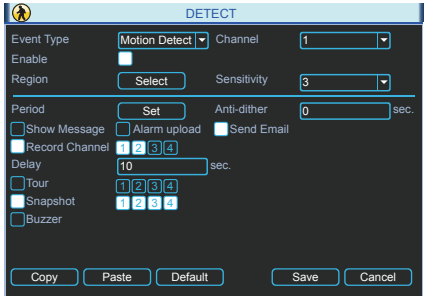 DETECT
Event Type Motion Detect Channel 1
Enable
Region Select Sensitivity 3
Period Set Anti-dither 0 sec.
Show Message Alarm upload Send Email
Record Channel 1 2 3 4
Delay 10 sec.
Tour 1 2 3 4
Snapshot 1 2 3 4
Buzzer
Copy Paste Default Save Cancel